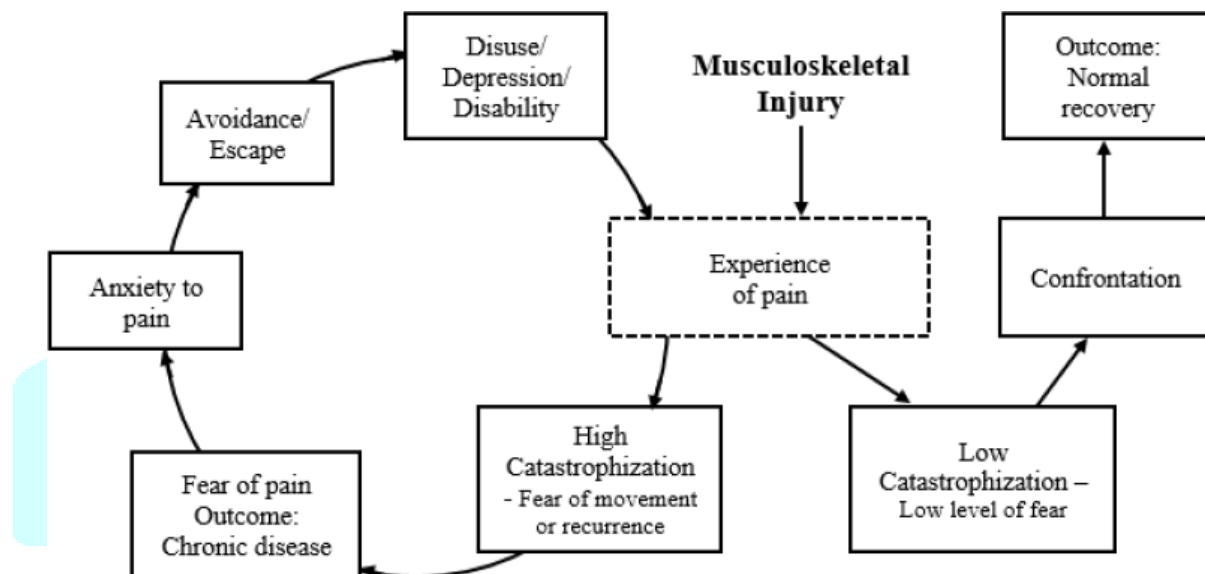 Disuse/
Depression/
Disability
Musculoskeletal
Injury
Outcome:
Normal
recovery
Avoidance/
Escape
Experience
of pain
Confrontation
Anxiety to
pain
High
Catastrophization
- Fear of movement
or recurrence
Low
Catastrophization –
Low level of fear
Fear of pain
Outcome:
Chronic disease